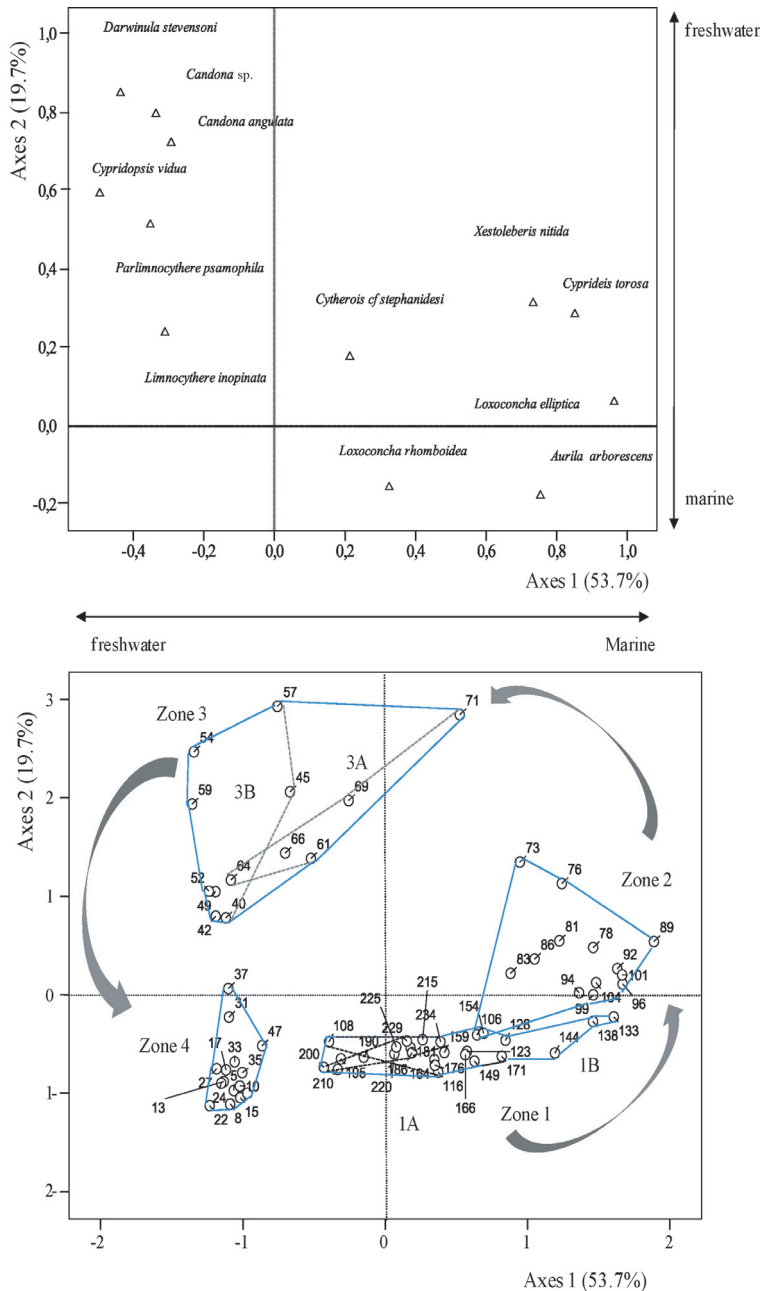 Darwinula stevensoni
freshwater
1,0
Candona sp.
0,8
Candona angulata
Axes 2 (19.7%)
Cypridopsis vidua
0,6
Xestoleberis nitida
0,4
Parlimnocythere psamophila
Cyprideis torosa
Cytherois cf stephanidesi
0,2
Limnocythere inopinata
Loxoconcha elliptica
0,0
Loxoconcha rhomboidea
Aurila arborescens
-0,2
marine
-0,4 -0,2 0,0 0,2 0,4 0,6 0,8 1,0
Axes 1 (53.7%)
freshwater Marine
3
57
71
Zone 3
54
3A
45
2
59
3B
69
Axes 2 (19.7%)
66
61
73
76
Zone 2
64
52
1
49
40
42
81
78
89
86
83
92
101
94
37
0
104
96
31
225
215
154
106
99
234
128
133
47
108
229
138
17
33
Zone 4
190
159
144
200
181
123
1B
35
27
5
10
210
195
186
176
171
24
220
164
149
13
116
1-
22
8
15
166
1A
Zone 1
2-
-2 -1 0 1 2
Axes 1 (53.7%)